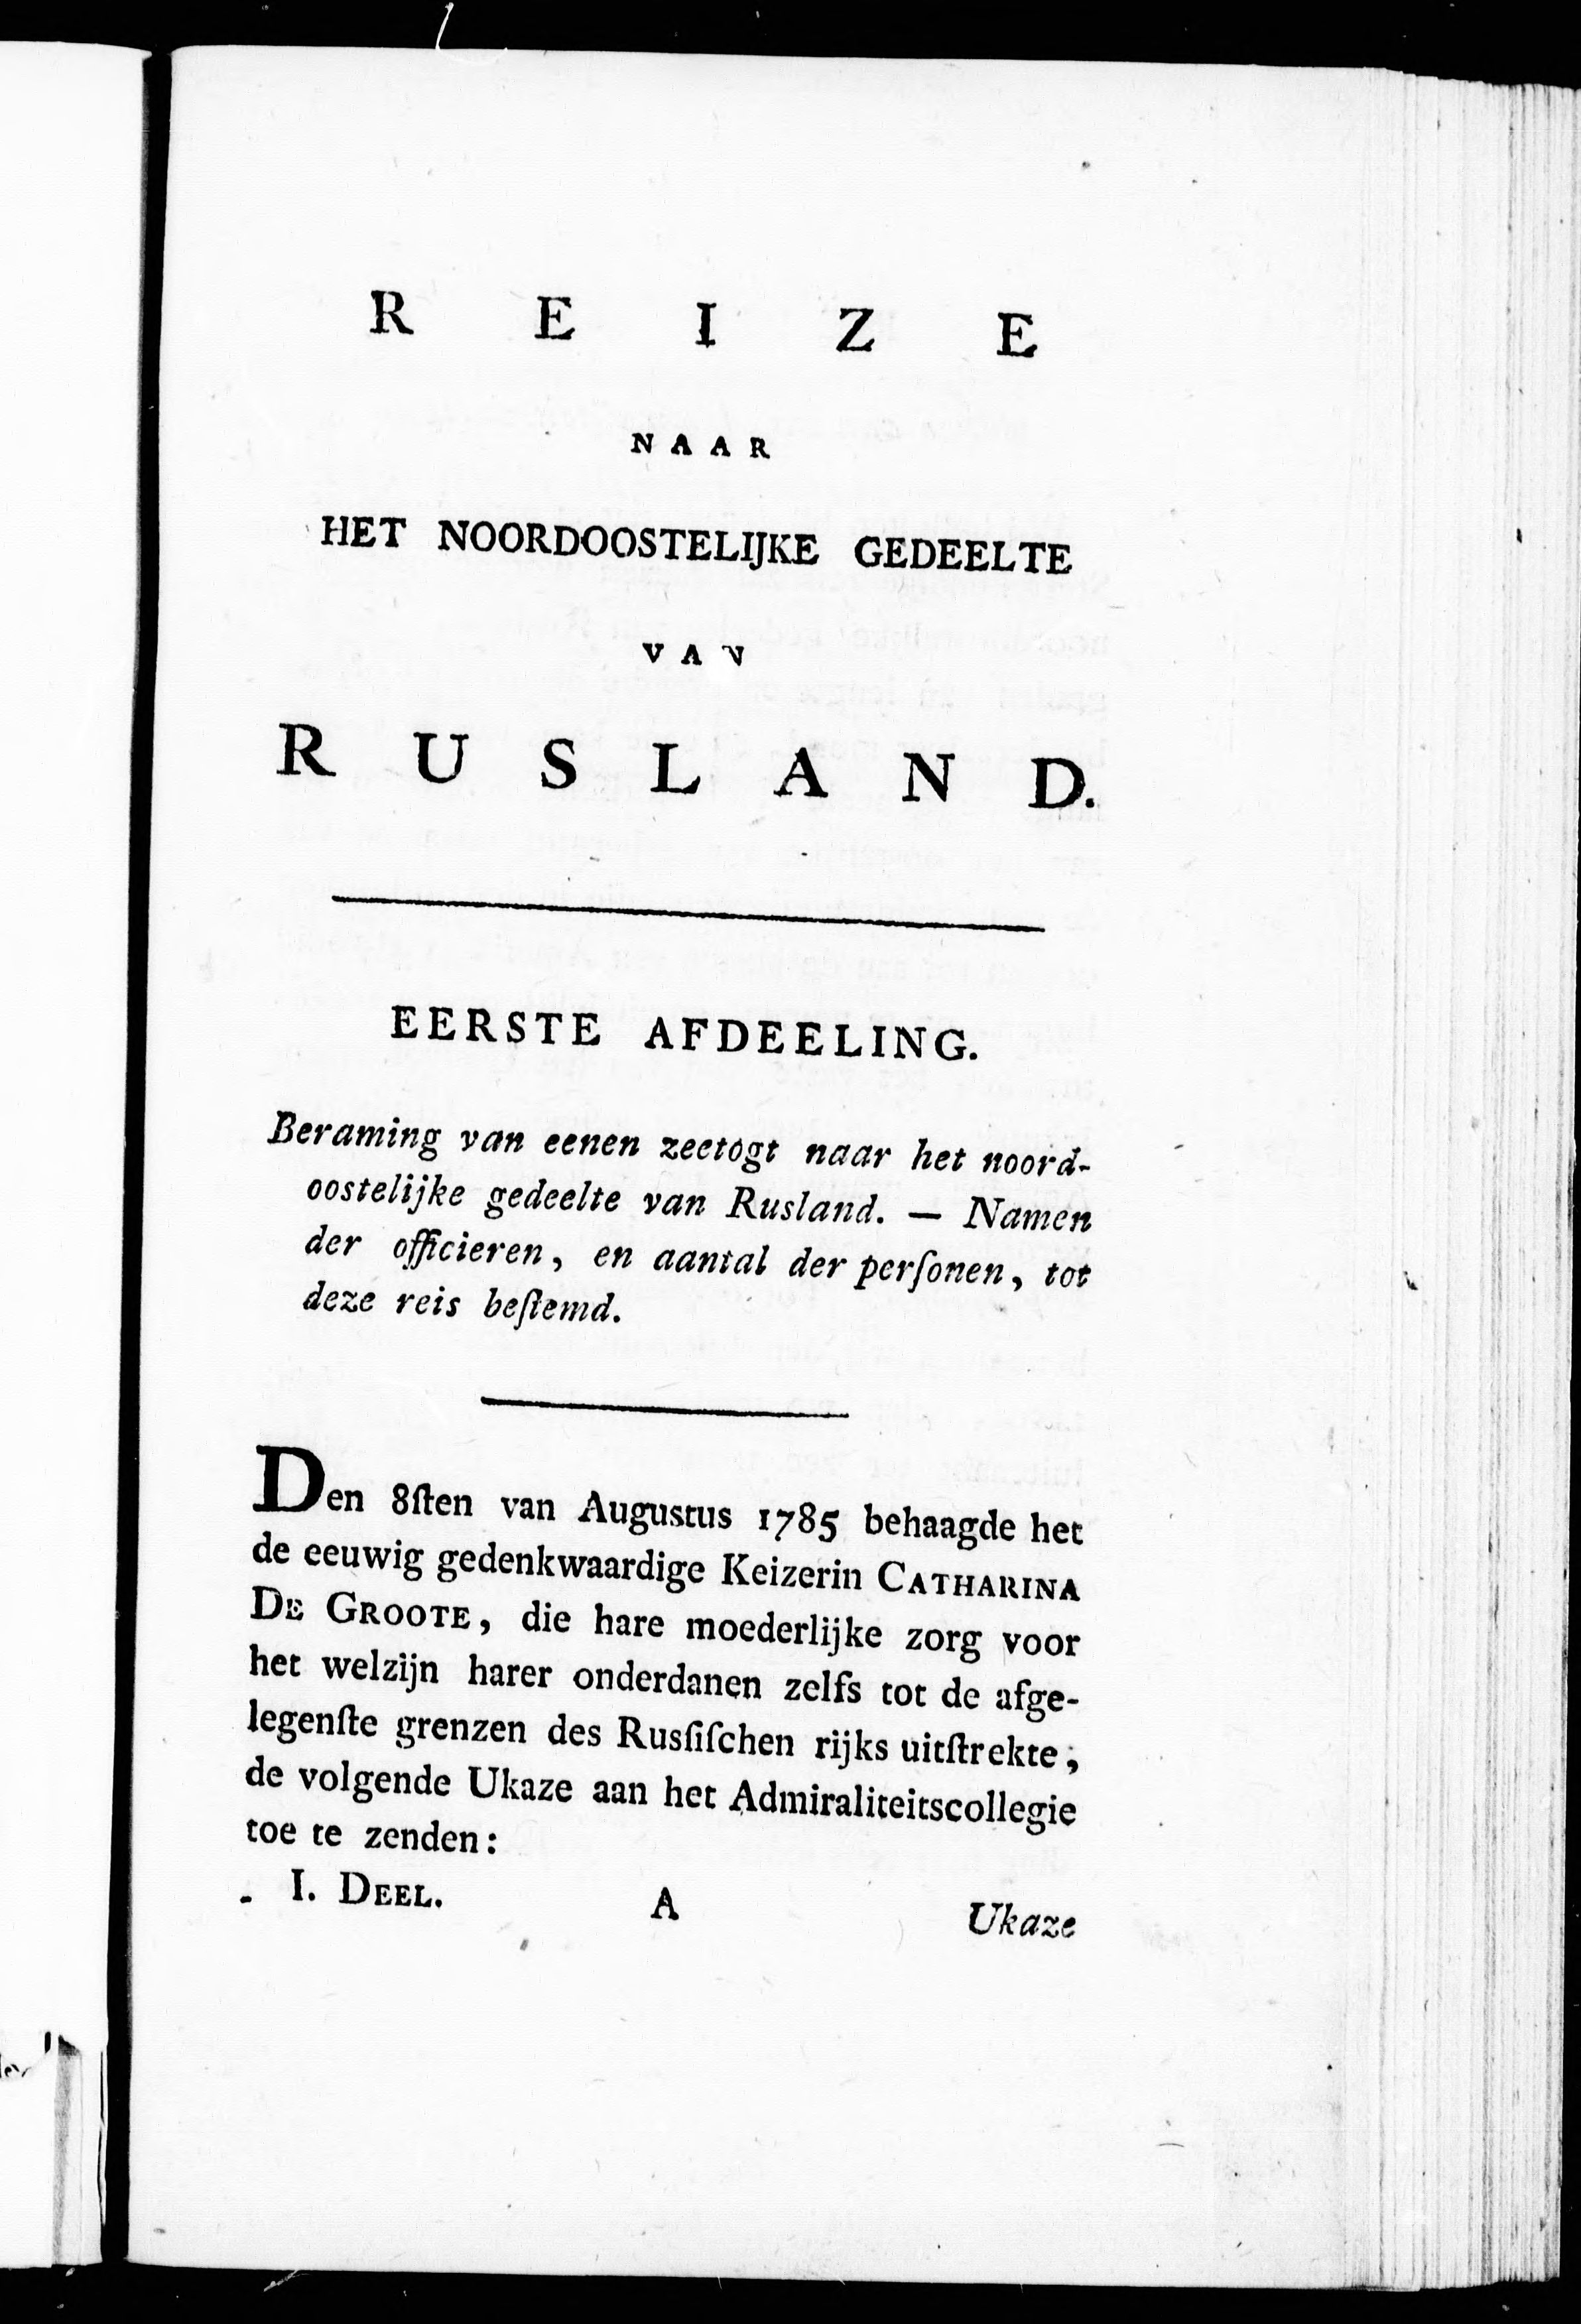 REIZE
NAAR
HET NOORDOOSTELIJKE GEDEELTE
VAN
RUSLAND.
EERSTE AFDEELING.
Beraming van eenen zeetogt naar het noord-
oostelijke gedeelte van Rusland. — Namen
der officieren, en aantal der perſonen, tot
deze reis beſtemd.
Den 8ſten van Augustus 1785 behaagde het
de eeuwig gedenkwaardige Keizerin CATHARINA
DE GROOTE, die hare moederlijke zorg voor
het welzijn harer onderdanen zelfs tot de afge-
legenſte grenzen des Rusſiſchen rijks uitſtrekte,
de volgende Ukaze aan het Admiraliteitscollegie
toe te zenden:
I. DEEL. A Ukaze